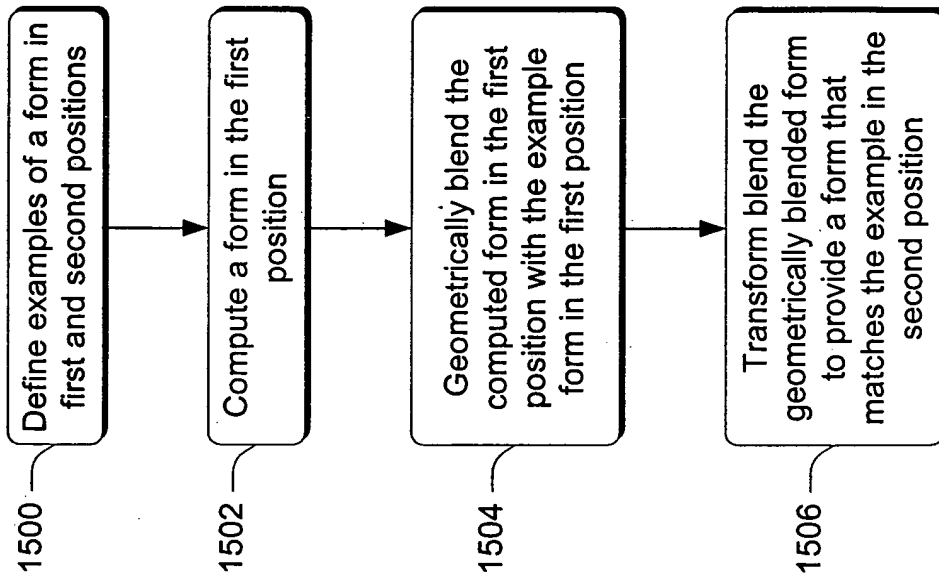 1500
Define examples of a form in
first and second positions
1502
Compute a form in the first
position
1504
Geometrically blend the
computed form in the first
position with the example
form in the first position
1506
Transform blend the
geometrically blended form
to provide a form that
matches the example in the
second position